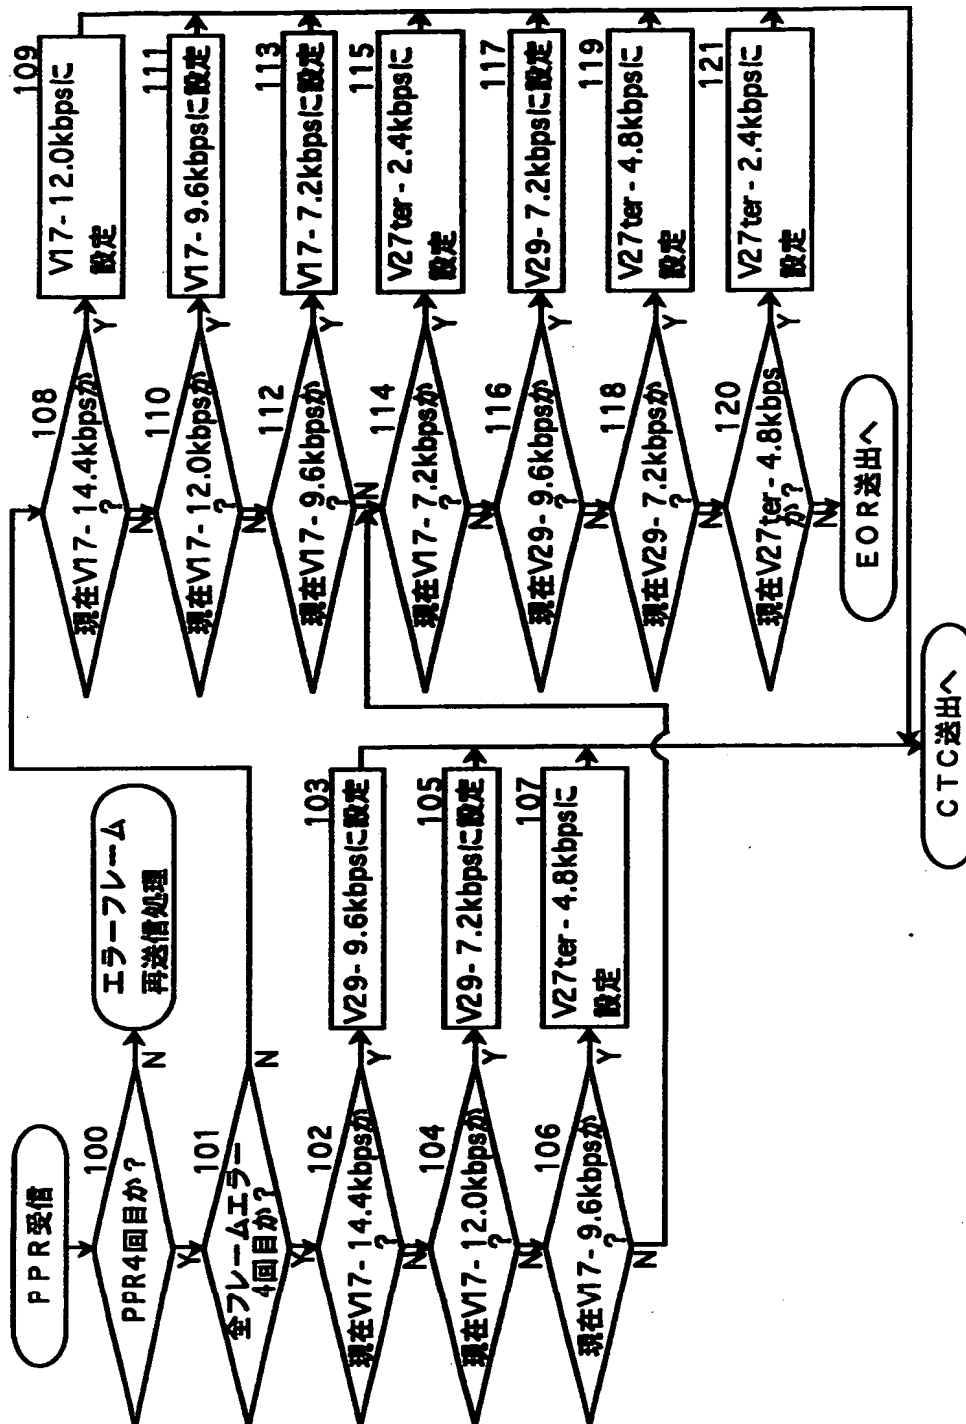 PPR受信
100
PPR4回目か?
Y
N
エラーフレーム
再送信処理
101
全フレームエラー
4回目か?
Y
N
102
現在V17-14.4kbpsか
?
N
Y
103
V29-9.6kbpsに設定
104
現在V17-12.0kbpsか
?
N
Y
105
V29-7.2kbpsに設定
106
現在V17-9.6kbpsか
?
N
Y
107
V27ter-4.8kbpsに
設定
108
現在V17-14.4kbpsか
?
N
Y
109
V17-12.0kbpsに
設定
110
現在V17-12.0kbpsか
?
N
Y
111
V17-9.6kbpsに設定
112
現在V17-9.6kbpsか
?
N
Y
113
V17-7.2kbpsに設定
114
現在V17-7.2kbpsか
?
N
Y
115
V27ter-2.4kbpsに
設定
116
現在V29-9.6kbpsか
?
N
Y
117
V29-7.2kbpsに設定
118
現在V29-7.2kbpsか
?
N
Y
119
V27ter-4.8kbpsに
設定
120
現在V27ter-4.8kbps
か?
N
Y
121
V27ter-2.4kbpsに
設定
EOR送出へ
CTC送出へ